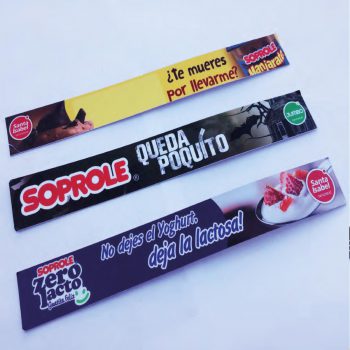 Santa Isabel
¿te mueres
por llevarme?
SOPROLE
Manjarate
SOPROLE®
QUEDA
POQUITO
JUMBO
SOPROLE
zero
lacto
No dejes el Yoghurt,
deja la lactosa!
Santa Isabel